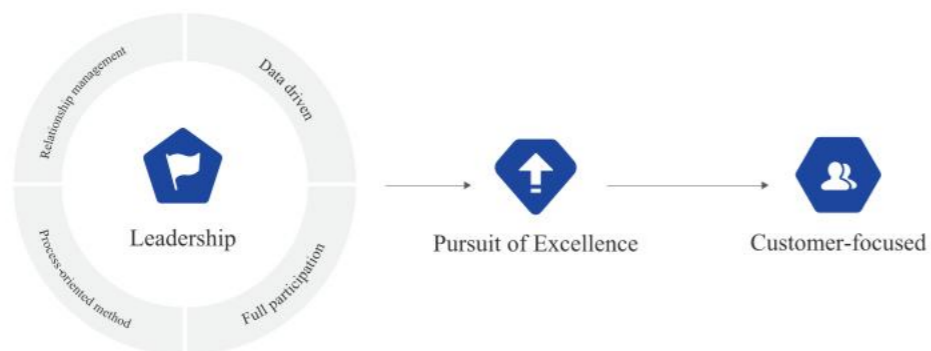 Relationship management
Data driven
Leadership
Process-oriented method
Full participation
Pursuit of Excellence
Customer-focused